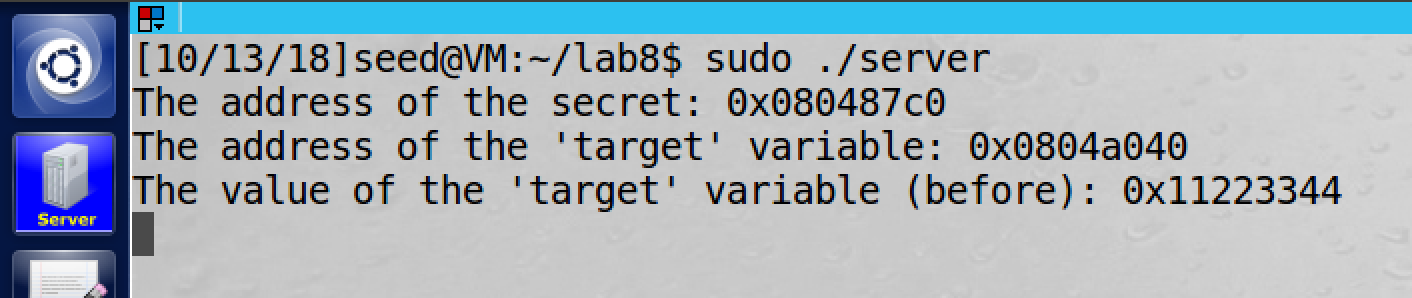 [10/13/18]seed@VM:~/lab8$ sudo ./server
The address of the secret: 0x080487c0
The address of the 'target' variable: 0x0804a040
The value of the 'target' variable (before): 0x11223344
Server